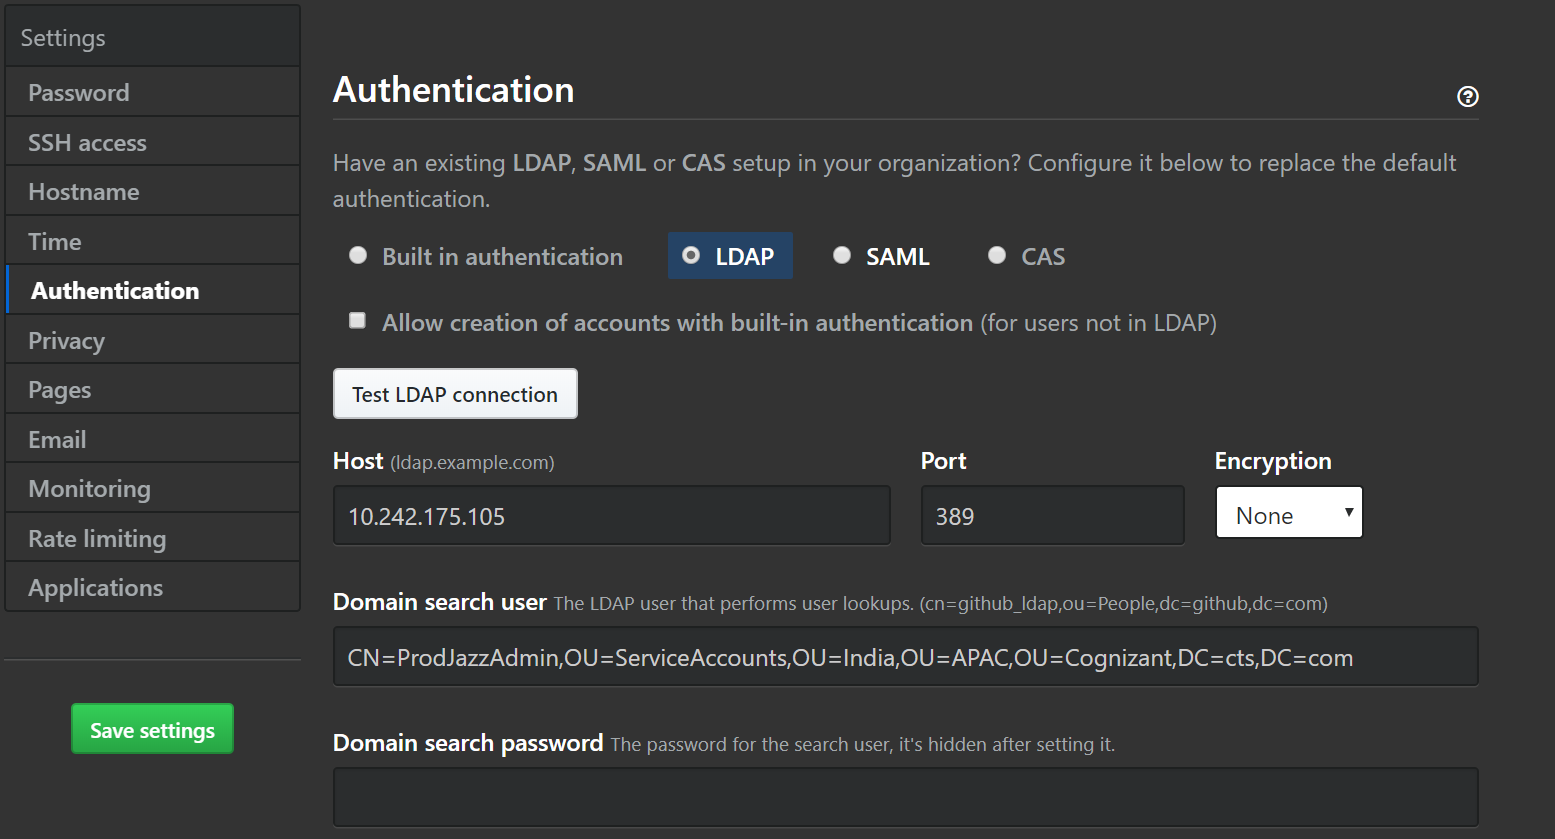 Settings
Password
SSH access
Hostname
Time
Authentication
Privacy
Pages
Email
Monitoring
Rate limiting
Applications
Save settings
Authentication
Have an existing LDAP, SAML or CAS setup in your organization? Configure it below to replace the default
authentication.
Built in authentication LDAP SAML CAS
Allow creation of accounts with built-in authentication (for users not in LDAP)
Test LDAP connection
Host (ldap.example.com) Port Encryption
10.242.175.105 389 None
Domain search user The LDAP user that performs user lookups. (cn=github_ldap,ou=People,dc=github,dc=com)
CN=ProdJazzAdmin,OU=ServiceAccounts,OU=India,OU=APAC,OU=Cognizant,DC=cts,DC=com
Domain search password The password for the search user, it's hidden after setting it.